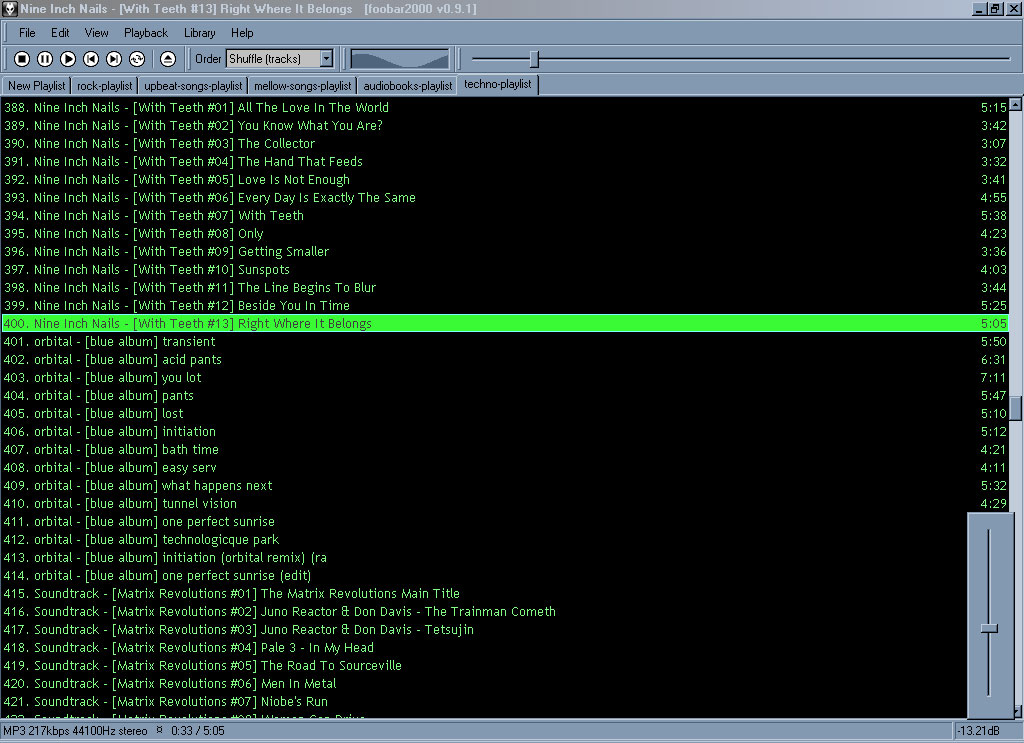 Nine Inch Nails - [With Teeth #13] Right Where It Belongs [foobar2000 v0.9.1]
File Edit View Playback Library Help
Order Shuffle (tracks)
New Playlist rock-playlist upbeat-songs-playlist mellow-songs-playlist audiobooks-playlist techno-playlist
388. Nine Inch Nails - [With Teeth #01] All The Love In The World 5:15
389. Nine Inch Nails - [With Teeth #02] You Know What You Are? 3:42
390. Nine Inch Nails - [With Teeth #03] The Collector 3:07
391. Nine Inch Nails - [With Teeth #04] The Hand That Feeds 3:32
392. Nine Inch Nails - [With Teeth #05] Love Is Not Enough 3:41
393. Nine Inch Nails - [With Teeth #06] Every Day Is Exactly The Same 4:55
394. Nine Inch Nails - [With Teeth #07] With Teeth 5:38
395. Nine Inch Nails - [With Teeth #08] Only 4:23
396. Nine Inch Nails - [With Teeth #09] Getting Smaller 3:36
397. Nine Inch Nails - [With Teeth #10] Sunspots 4:03
398. Nine Inch Nails - [With Teeth #11] The Line Begins To Blur 3:44
399. Nine Inch Nails - [With Teeth #12] Beside You In Time 5:25
400. Nine Inch Nails - [With Teeth #13] Right Where It Belongs 5:05
401. orbital - [blue album] transient 5:50
402. orbital - [blue album] acid pants 6:31
403. orbital - [blue album] you lot 7:11
404. orbital - [blue album] pants 5:47
405. orbital - [blue album] lost 5:10
406. orbital - [blue album] initiation 5:12
407. orbital - [blue album] bath time 4:21
408. orbital - [blue album] easy serv 4:11
409. orbital - [blue album] what happens next 5:32
410. orbital - [blue album] tunnel vision 4:29
411. orbital - [blue album] one perfect sunrise
412. orbital - [blue album] technologicque park
413. orbital - [blue album] initiation (orbital remix) (ra
414. orbital - [blue album] one perfect sunrise (edit)
415. Soundtrack - [Matrix Revolutions #01] The Matrix Revolutions Main Title
416. Soundtrack - [Matrix Revolutions #02] Juno Reactor & Don Davis - The Trainman Cometh
417. Soundtrack - [Matrix Revolutions #03] Juno Reactor & Don Davis - Tetsujin
418. Soundtrack - [Matrix Revolutions #04] Pale 3 - In My Head
419. Soundtrack - [Matrix Revolutions #05] The Road To Sourceville
420. Soundtrack - [Matrix Revolutions #06] Men In Metal
421. Soundtrack - [Matrix Revolutions #07] Niobe's Run
MP3 217kbps 44100Hz stereo ¤ 0:33 / 5:05 -13.21dB